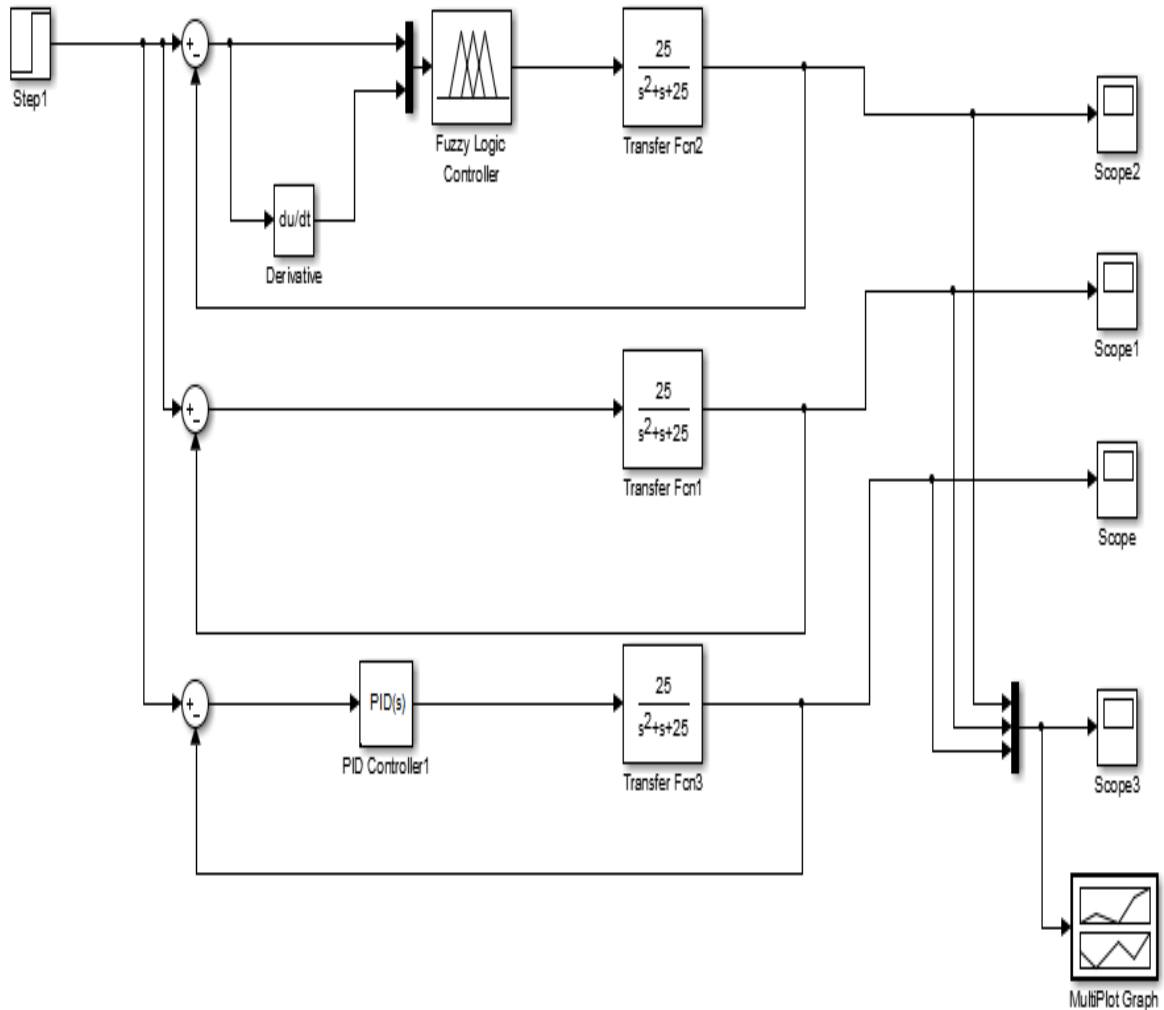 Step1
+
-
Fuzzy Logic
Controller
25
s²+s+25
Transfer Fcn2
Scope2
du/dt
Derivative
Scope1
+
-
25
s²+s+25
Transfer Fcn1
Scope
+
-
PID(s)
PID Controller1
25
s²+s+25
Transfer Fcn3
Scope3
MultiPlot Graph